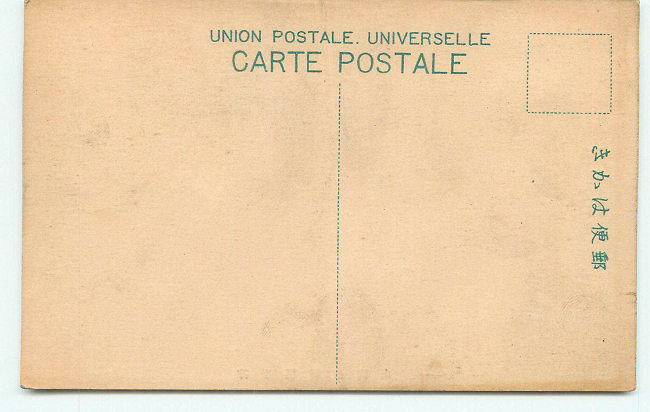 UNION POSTALE. UNIVERSELLE
CARTE POSTALE
郵便はかき